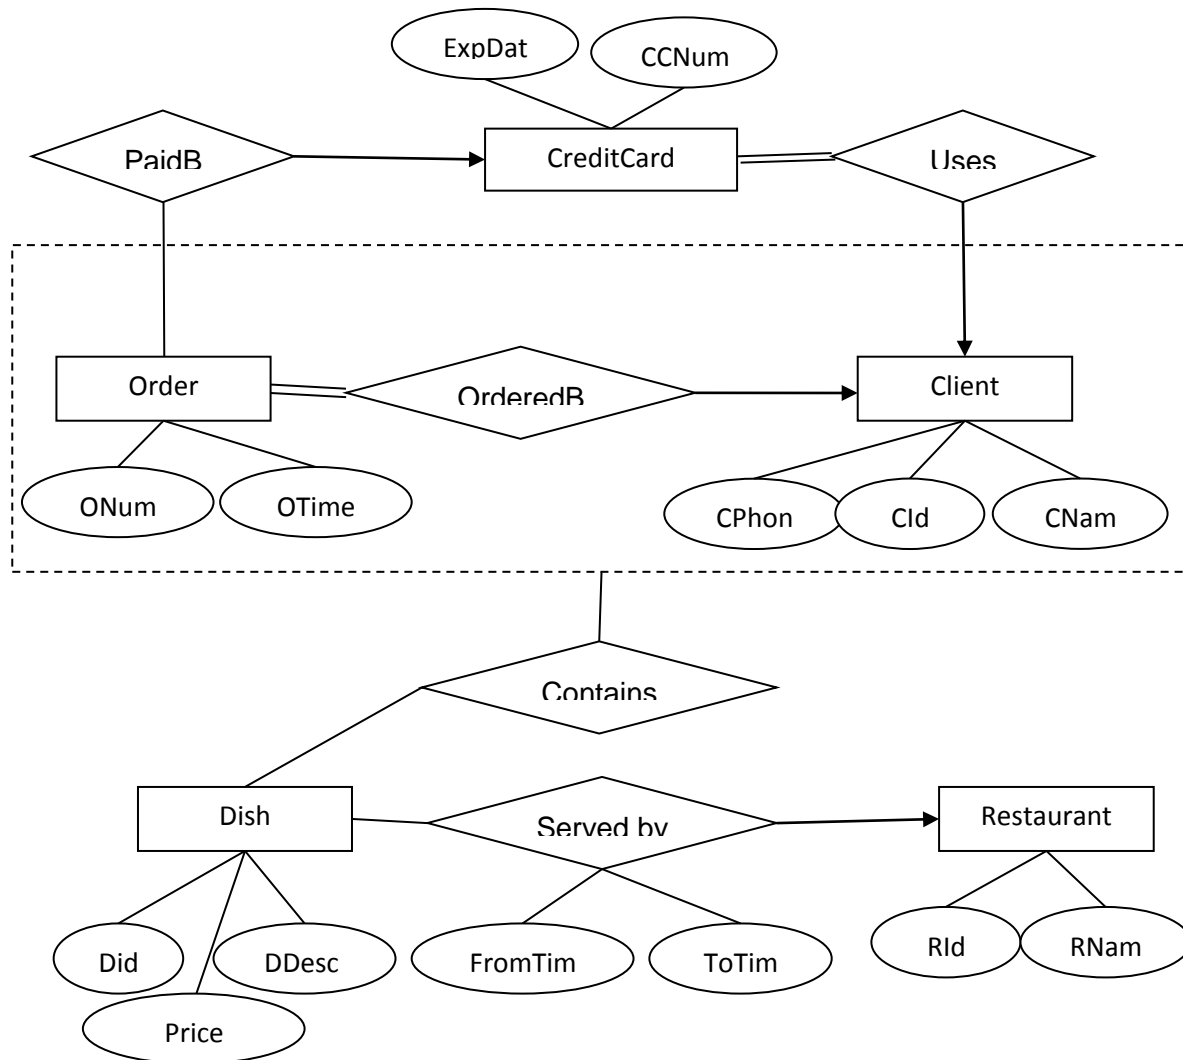 ExpDat
CCNum
PaidB
CreditCard
Uses
Order
OrderedB
Client
ONum
OTime
CPhon
CId
CNam
Contains
Dish
Served by
Restaurant
Did
DDesc
FromTim
ToTim
RId
RNam
Price